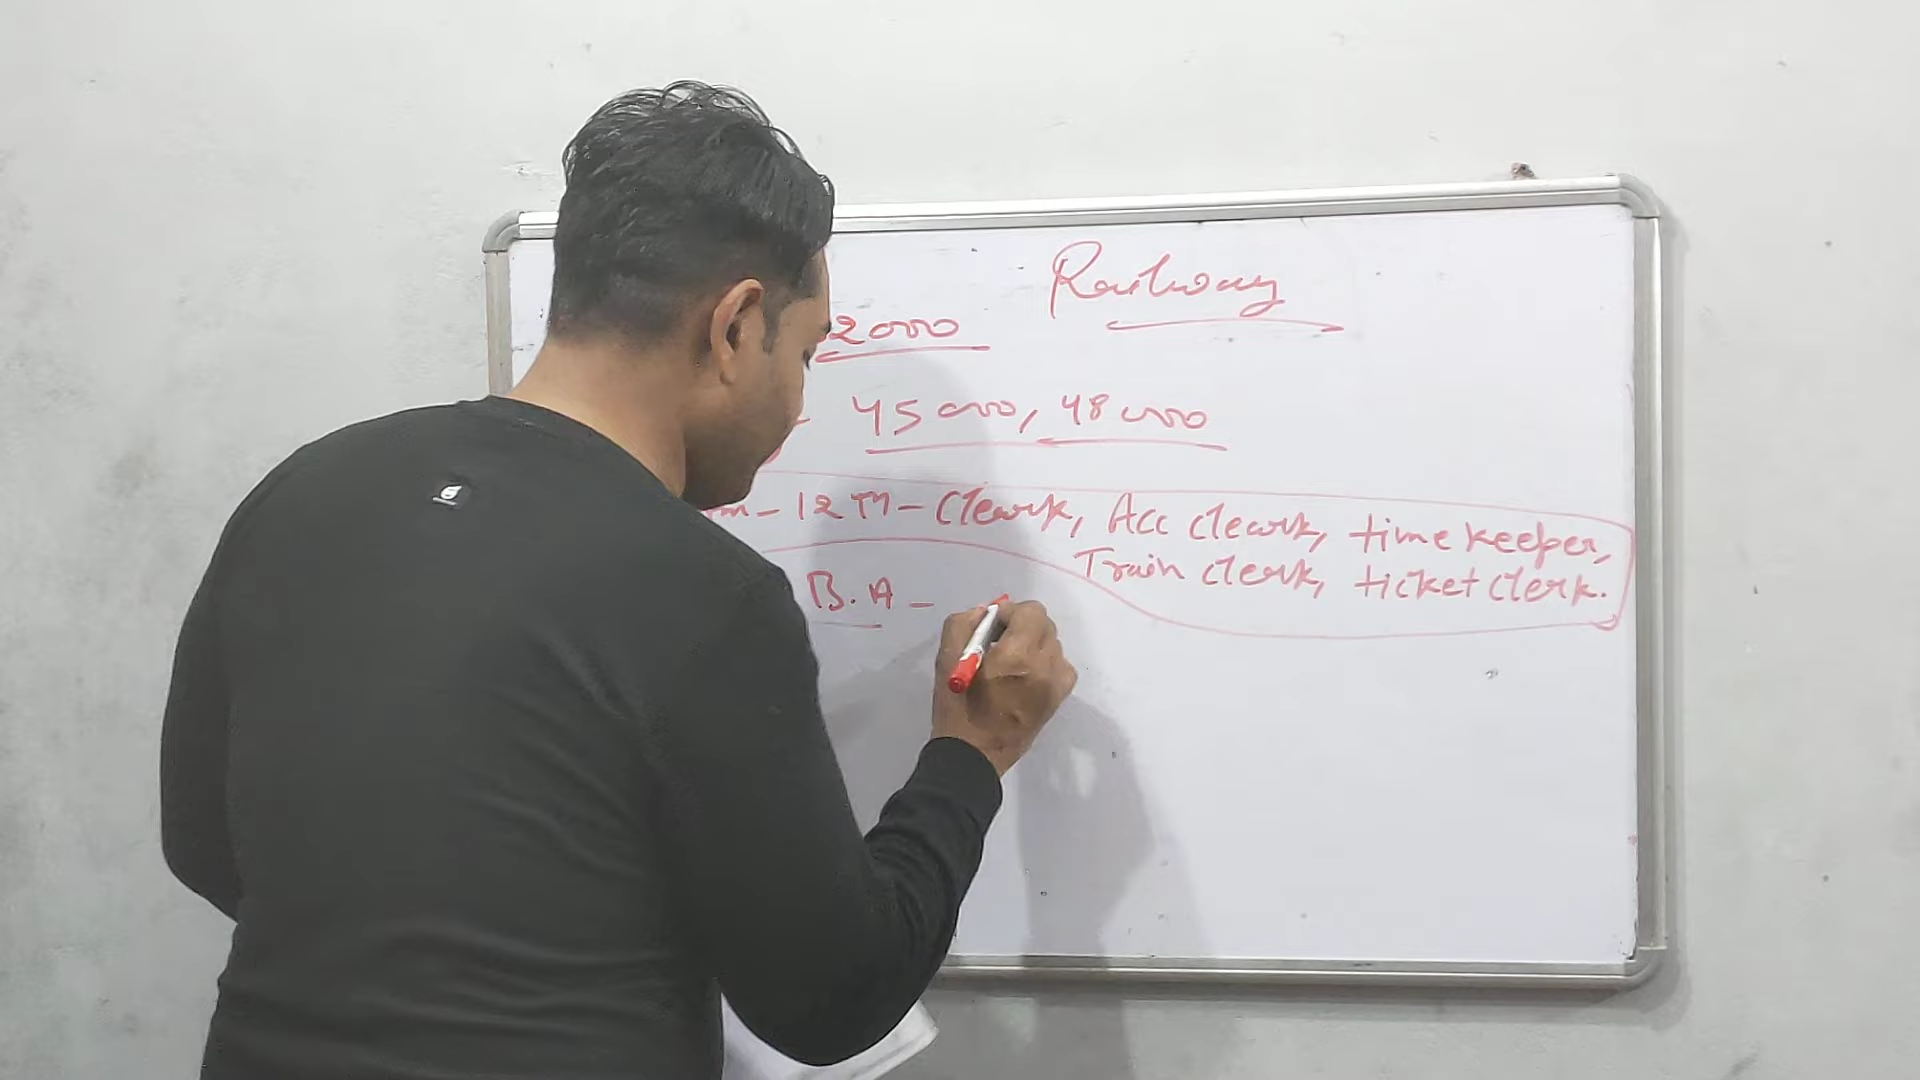 Railway
2000
- 45000, 48000
- 12Th - Clerk, Acc clerk, time keeper,
Train clerk, ticket clerk.
B.A -